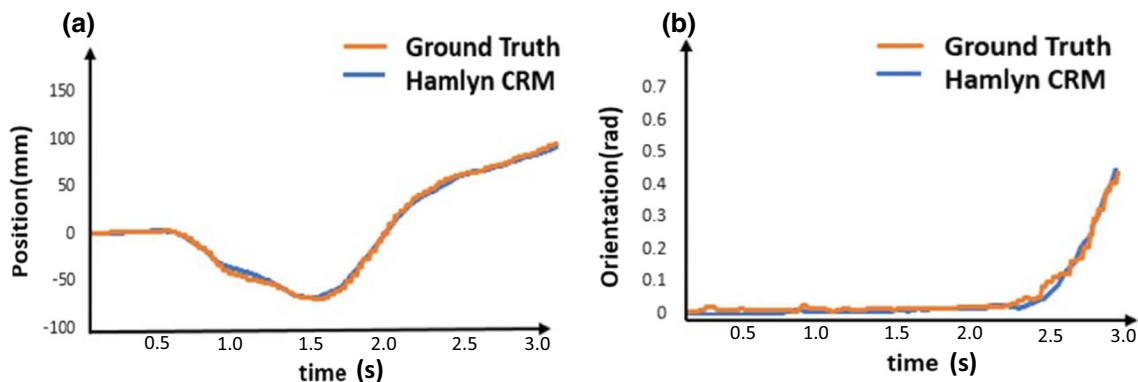 (a)
Ground Truth
Hamlyn CRM
Position(mm)
150
100
50
0
-50
-100
0.5 1.0 1.5 2.0 2.5 3.0
time (s)
(b)
Ground Truth
Hamlyn CRM
Orientation(rad)
0.7
0.6
0.5
0.4
0.3
0.2
0.1
0
0.5 1.0 1.5 2.0 2.5 3.0
time (s)